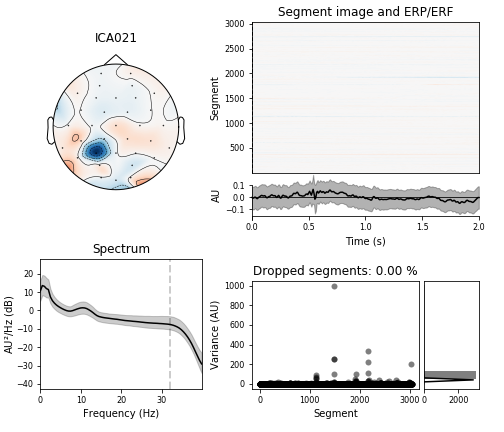 ICA021
Segment image and ERP/ERF
3000
2500
2000
1500
1000
500
Segment
0.1
0.0
−0.1
AU
0.0 0.5 1.0 1.5 2.0
Time (s)
Spectrum
20
10
0
−10
−20
−30
−40
AU²/Hz (dB)
0 10 20 30
Frequency (Hz)
Dropped segments: 0.00 %
1000
800
600
400
200
0
Variance (AU)
0 1000 2000 3000
Segment
0 2000